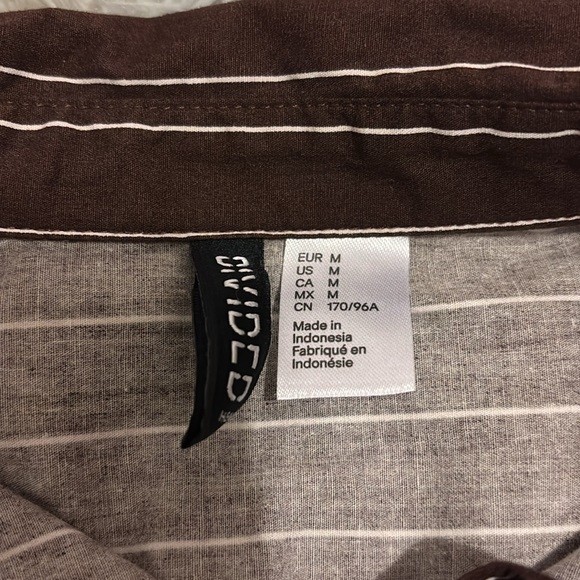 DIVIDED
EUR M
US M
CA M
MX M
CN 170/96A
Made in
Indonesia
Fabriqué en
Indonésie